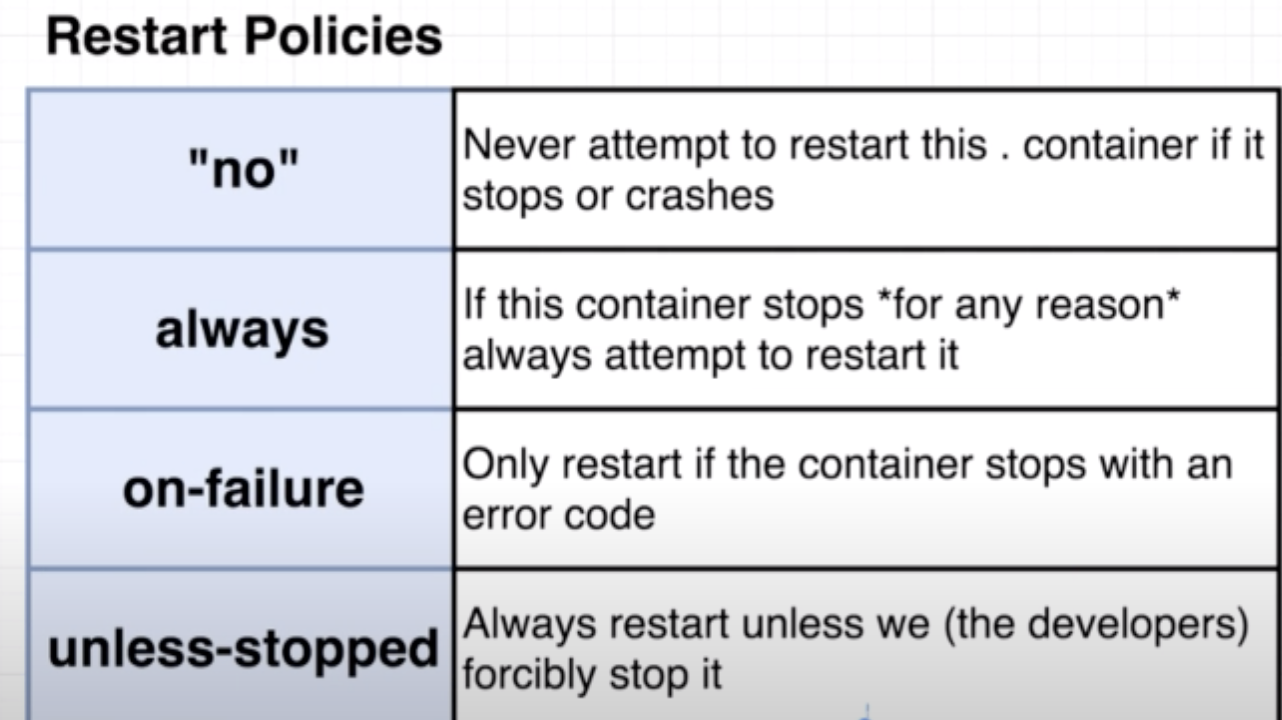 Restart Policies
"no"
Never attempt to restart this . container if it
stops or crashes
always
If this container stops *for any reason*
always attempt to restart it
on-failure
Only restart if the container stops with an
error code
unless-stopped
Always restart unless we (the developers)
forcibly stop it